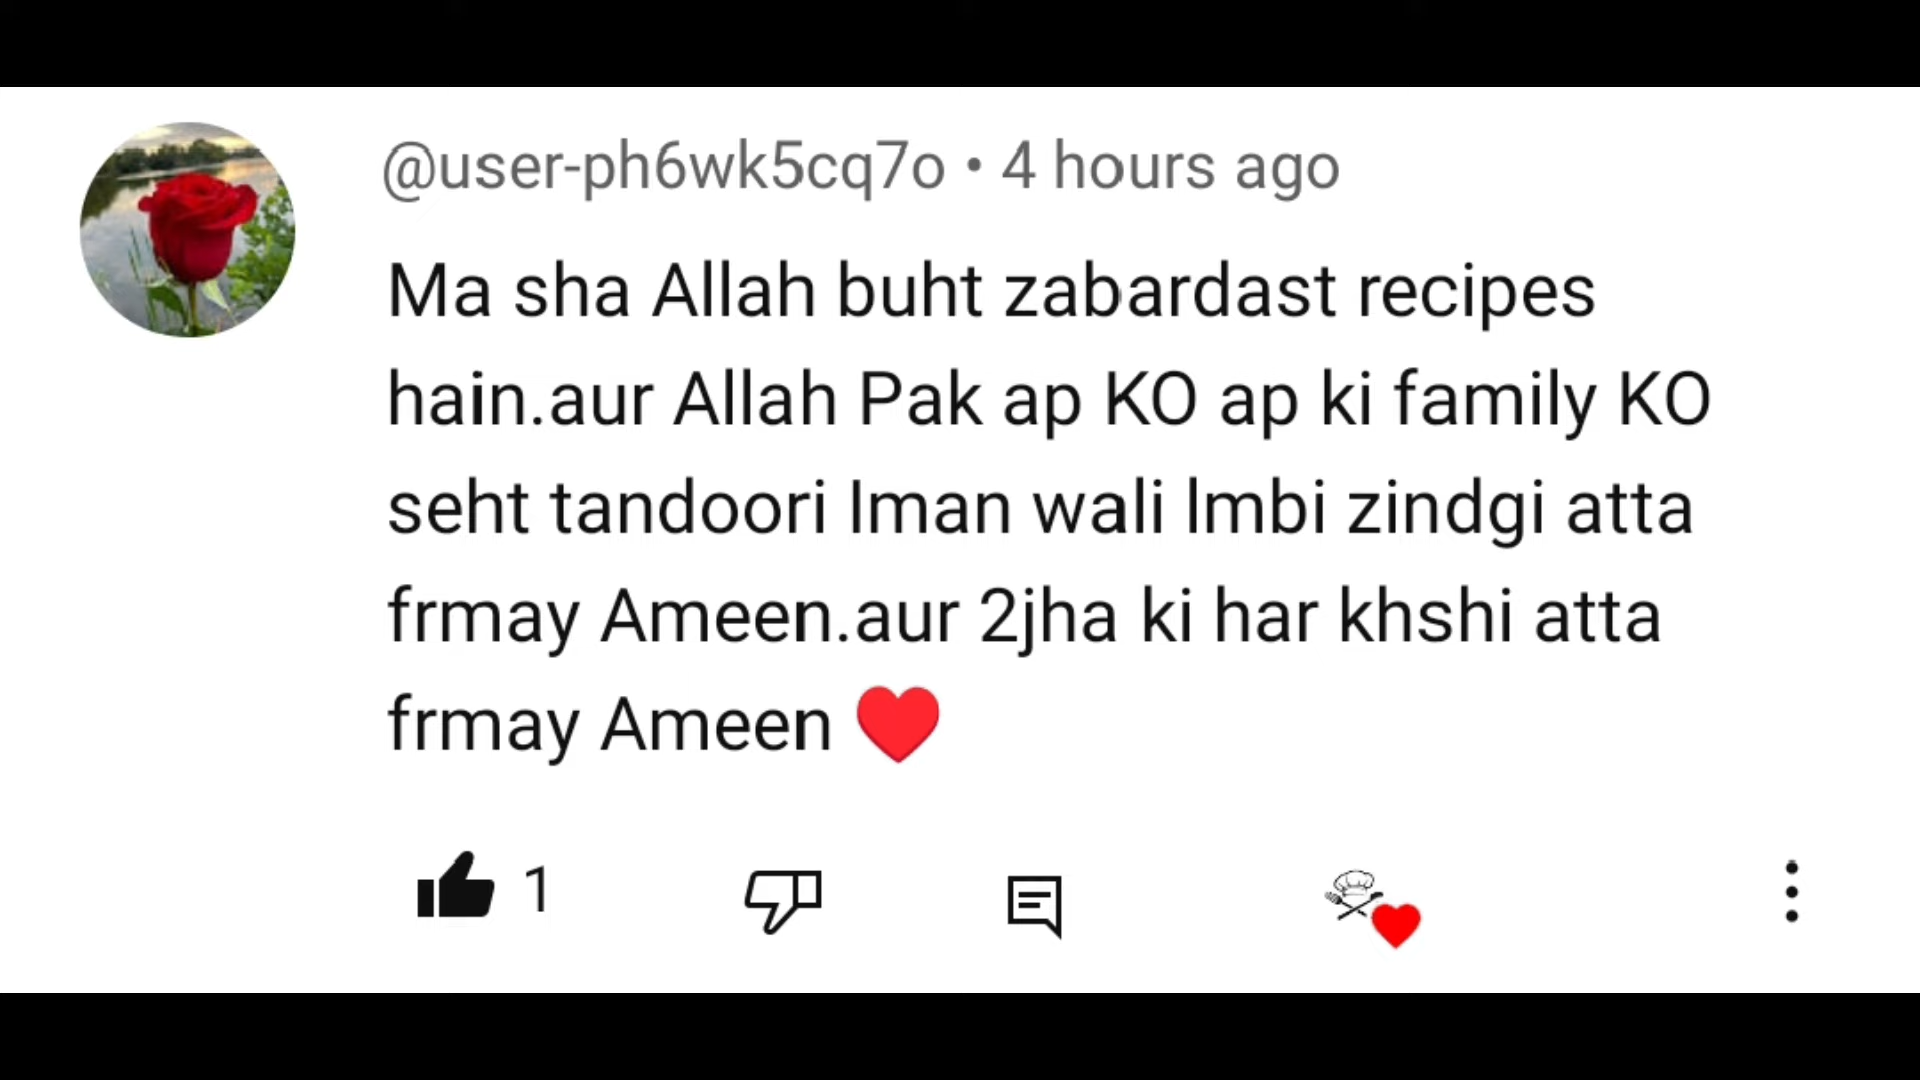 @user-ph6wk5cq7o • 4 hours ago
Ma sha Allah buht zabardast recipes
hain.aur Allah Pak ap KO ap ki family KO
seht tandoori Iman wali lmbi zindgi atta
frmay Ameen.aur 2jha ki har khshi atta
frmay Ameen ❤️
1